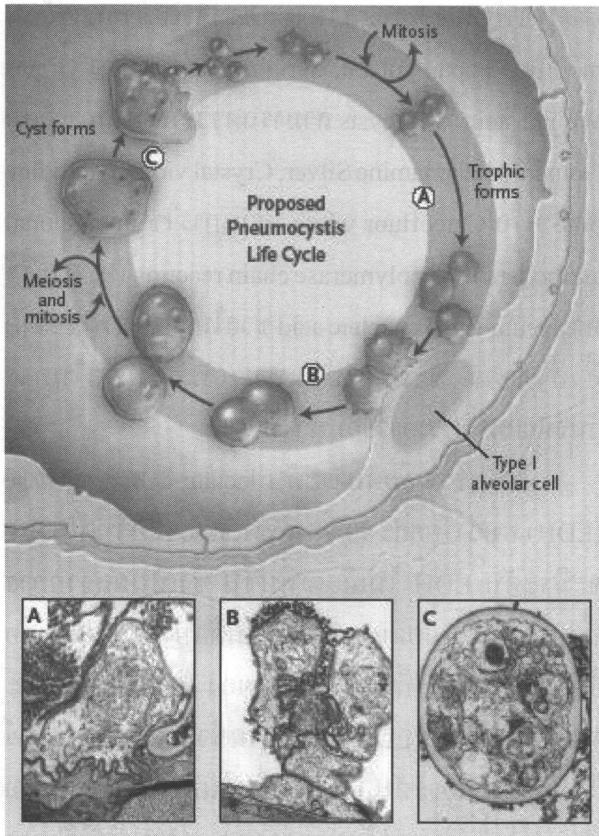 Mitosis
Cyst forms
C
Trophic
forms
A
Proposed
Pneumocystis
Life Cycle
Meiosis
and
mitosis
B
Type I
alveolar cell
A
B
C